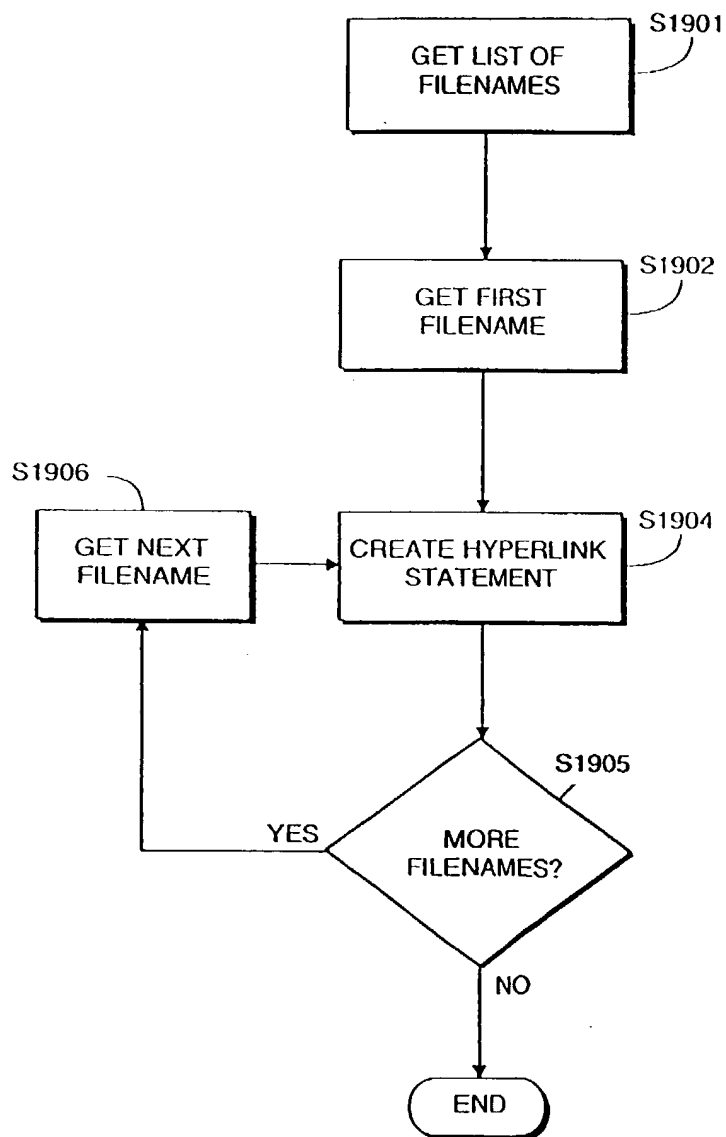 S1901
GET LIST OF
FILENAMES
S1902
GET FIRST
FILENAME
S1906
GET NEXT
FILENAME
S1904
CREATE HYPERLINK
STATEMENT
S1905
YES
MORE
FILENAMES?
NO
END